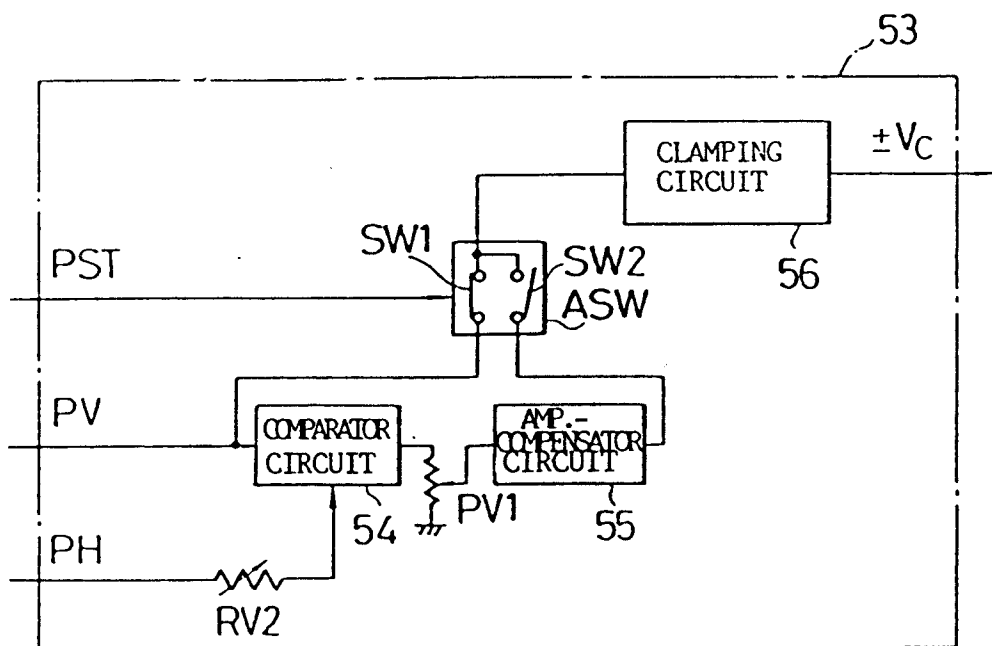 53
CLAMPING
CIRCUIT
±VC
56
SW1
SW2
PST
ASW
PV
COMPARATOR
CIRCUIT
54
PV1
AMP.-
COMPENSATOR
CIRCUIT
55
PH
RV2